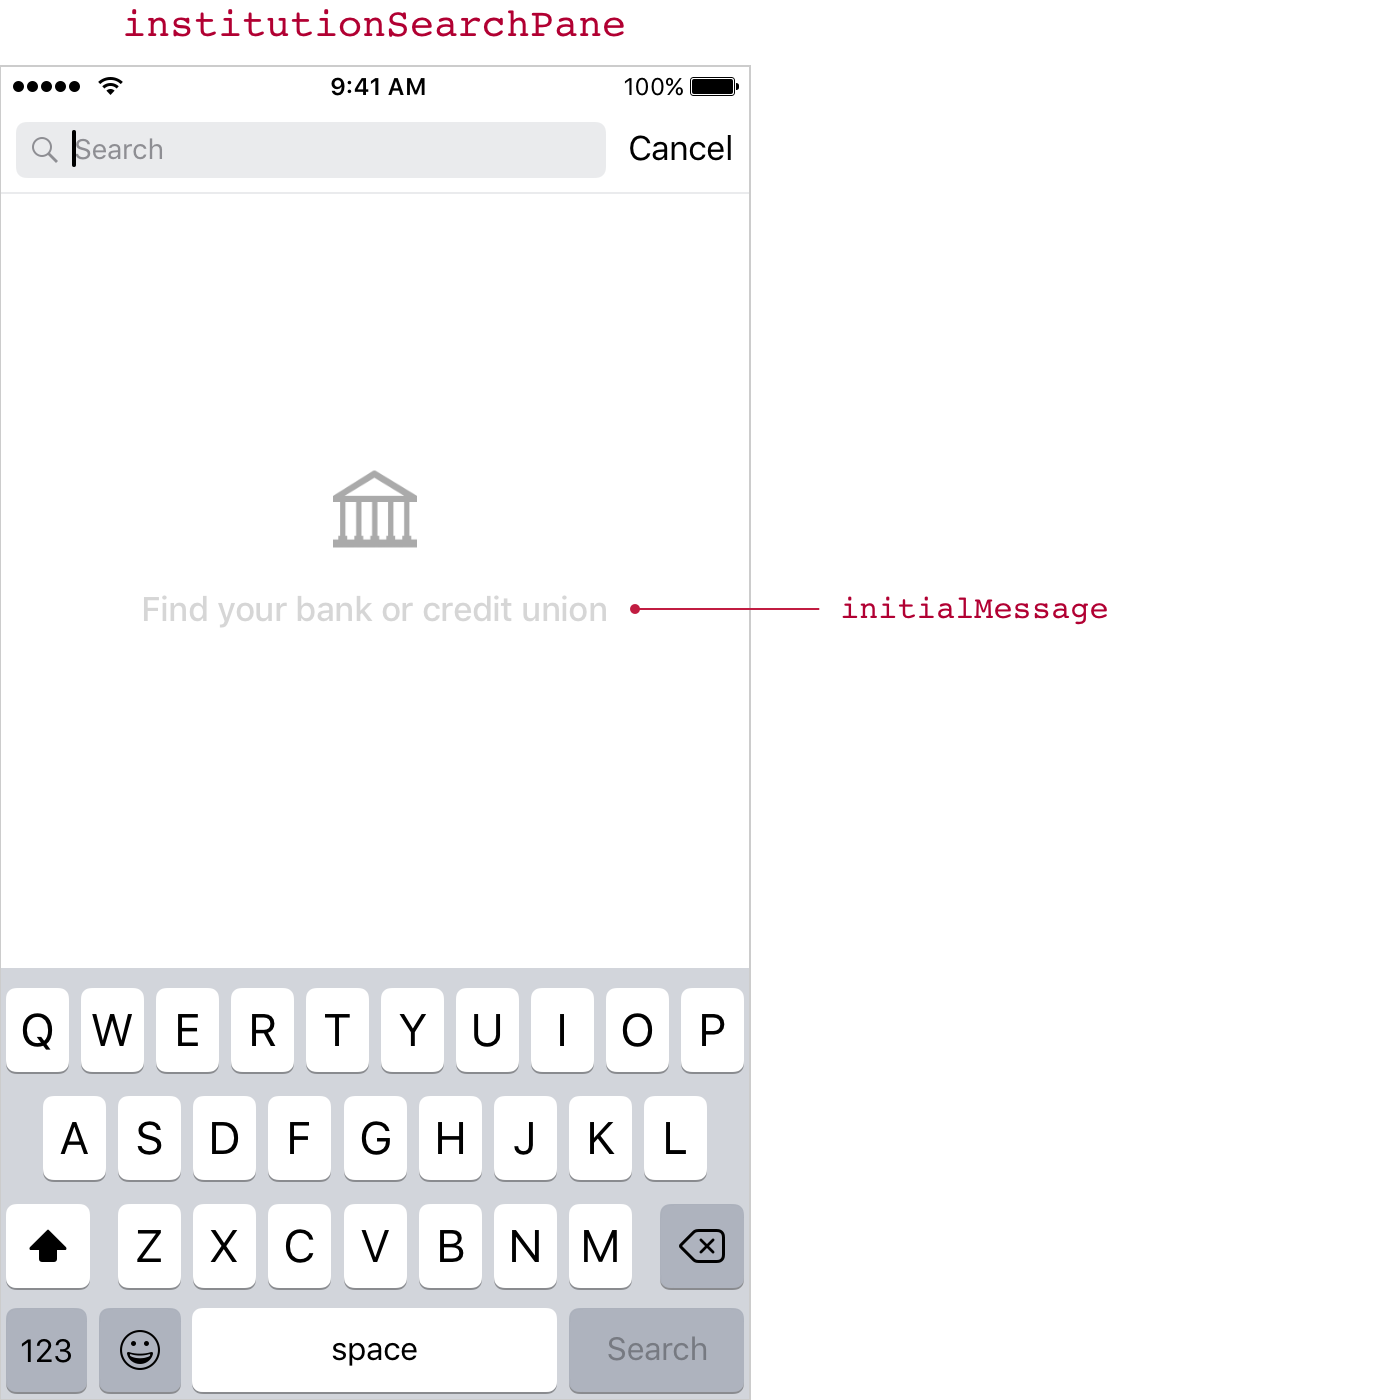 institutionSearchPane
9:41 AM
100%
Search
Cancel
Find your bank or credit union
initialMessage
Q W E R T Y U I O P
A S D F G H J K L
Z X C V B N M
123
space
Search